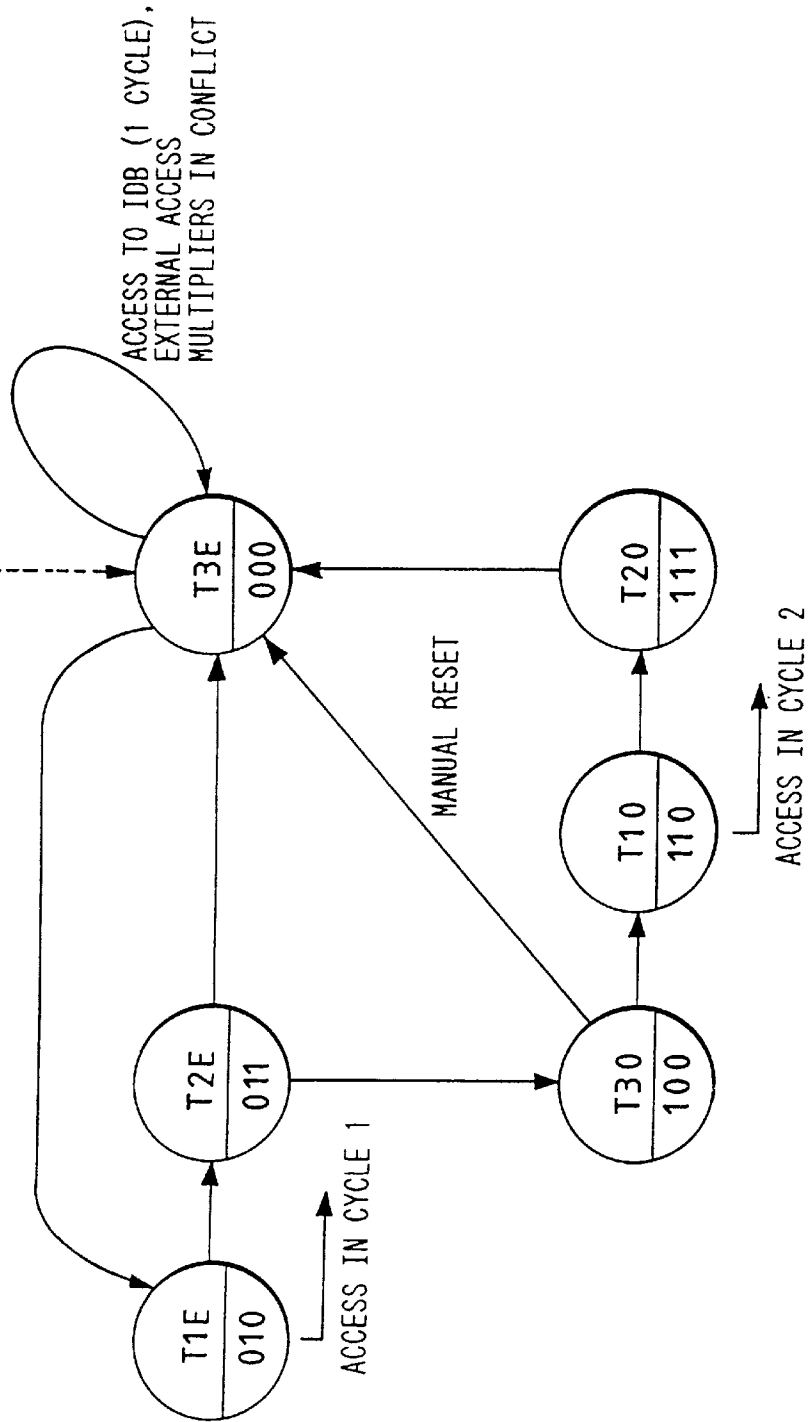 ACCESS TO IDB (1 CYCLE),
EXTERNAL ACCESS
MULTIPLIERS IN CONFLICT
T1E
010
T2E
011
T3E
000
ACCESS IN CYCLE 1
MANUAL RESET
T30
100
T10
110
T20
111
ACCESS IN CYCLE 2